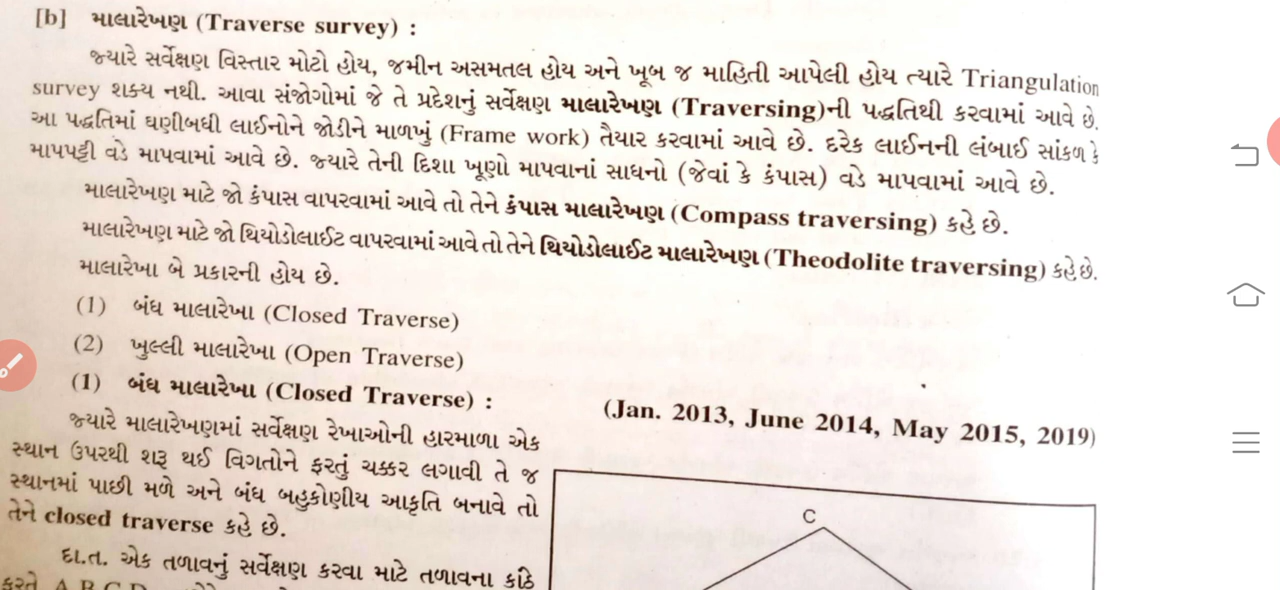 [b] માલારેખણ (Traverse survey) :
જ્યારે સર્વેક્ષણ વિસ્તાર મોટો હોય, જમીન અસમતલ હોય અને ખૂબ જ માહિતી આપેલી હોય ત્યારે Triangulation
survey શક્ય નથી. આવા સંજોગોમાં જે તે પ્રદેશનું સર્વેક્ષણ માલારેખણ (Traversing)ની પદ્ધતિથી કરવામાં આવે છે.
આ પદ્ધતિમાં ઘણીબધી લાઈનોને જોડીને માળખું (Frame work) તૈયાર કરવામાં આવે છે. દરેક લાઈનની લંબાઈ સાંકળ કે
માપપટ્ટી વડે માપવામાં આવે છે. જ્યારે તેની દિશા ખૂણો માપવાનાં સાધનો (જેવાં કે કંપાસ) વડે માપવામાં આવે છે.
માલારેખણ માટે જો કંપાસ વાપરવામાં આવે તો તેને કંપાસ માલારેખણ (Compass traversing) કહે છે.
માલારેખણ માટે જો થિયોડોલાઈટ વાપરવામાં આવે તો તેને થિયોડોલાઈટ માલારેખણ (Theodolite traversing) કહે છે.
માલારેખા બે પ્રકારની હોય છે.
(1) બંધ માલારેખા (Closed Traverse)
(2) ખુલ્લી માલારેખા (Open Traverse)
(1) બંધ માલારેખા (Closed Traverse) :
(Jan. 2013, June 2014, May 2015, 2019)
જ્યારે માલારેખણમાં સર્વેક્ષણ રેખાઓની હારમાળા એક
સ્થાન ઉપરથી શરૂ થઈ વિગતોને ફરતું ચક્કર લગાવી તે જ
સ્થાનમાં પાછી મળે અને બંધ બહુકોણીય આકૃતિ બનાવે તો
તેને closed traverse કહે છે.
દા.ત. એક તળાવનું સર્વેક્ષણ કરવા માટે તળાવના કાંઠે
ફરતે A B C D
C